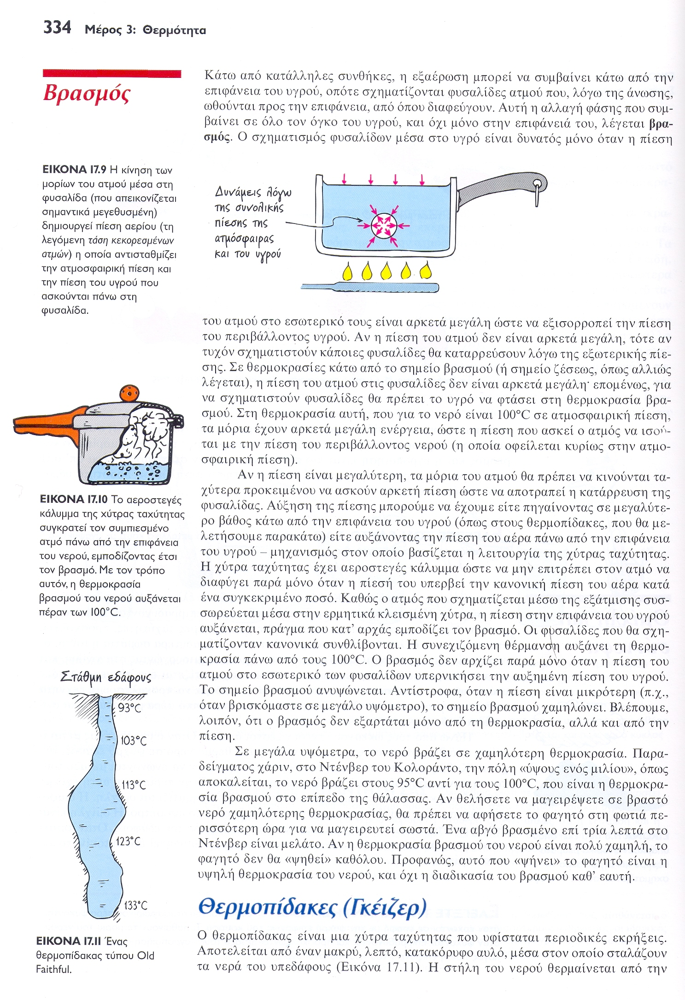 334 Μέρος 3: Θερμότητα
Βρασμός
Κάτω από κατάλληλες συνθήκες, η εξαέρωση μπορεί να συμβαίνει κάτω από την
επιφάνεια του υγρού, οπότε σχηματίζονται φυσαλίδες ατμού που, λόγω της άνωσης,
ωθούνται προς την επιφάνεια, από όπου διαφεύγουν. Αυτή η αλλαγή φάσης που συμ-
βαίνει σε όλο τον όγκο του υγρού, και όχι μόνο στην επιφάνειά του, λέγεται βρα-
σμός. Ο σχηματισμός φυσαλίδων μέσα στο υγρό είναι δυνατός μόνο όταν η πίεση
ΕΙΚΟΝΑ 17.9 Η κίνηση των
μορίων του ατμού μέσα στη
φυσαλίδα (που απεικονίζεται
σημαντικά μεγεθυσμένη)
δημιουργεί πίεση αερίου (τη
λεγόμενη τάση κεκορεσμένων
ατμών) η οποία αντισταθμίζει
την ατμοσφαιρική πίεση και
την πίεση του υγρού που
ασκούνται πάνω στη
φυσαλίδα.
Δυνάμεις λόγω
της συνολικής
πίεσης της
ατμόσφαιρας
και του υγρού
του ατμού στο εσωτερικό τους είναι αρκετά μεγάλη ώστε να εξισορροπεί την πίεση
του περιβάλλοντος υγρού. Αν η πίεση του ατμού δεν είναι αρκετά μεγάλη, τότε αν
τυχόν σχηματιστούν κάποιες φυσαλίδες θα καταρρεύσουν λόγω της εξωτερικής πίε-
σης. Σε θερμοκρασίες κάτω από το σημείο βρασμού (ή σημείο ζέσεως, όπως αλλιώς
λέγεται), η πίεση του ατμού στις φυσαλίδες δεν είναι αρκετά μεγάλη· επομένως, για
να σχηματιστούν φυσαλίδες θα πρέπει το υγρό να φτάσει στη θερμοκρασία βρα-
σμού. Στη θερμοκρασία αυτή, που για το νερό είναι 100°C σε ατμοσφαιρική πίεση,
τα μόρια έχουν αρκετά μεγάλη ενέργεια, ώστε η πίεση που ασκεί ο ατμός να ισού-
ται με την πίεση του περιβάλλοντος νερού (η οποία οφείλεται κυρίως στην ατμο-
σφαιρική πίεση).
Αν η πίεση είναι μεγαλύτερη, τα μόρια του ατμού θα πρέπει να κινούνται τα-
χύτερα προκειμένου να ασκούν αρκετή πίεση ώστε να αποτραπεί η κατάρρευση της
φυσαλίδας. Αύξηση της πίεσης μπορούμε να έχουμε είτε πηγαίνοντας σε μεγαλύτε-
ρο βάθος κάτω από την επιφάνεια του υγρού (όπως στους θερμοπίδακες, που θα με-
λετήσουμε παρακάτω) είτε αυξάνοντας την πίεση του αέρα πάνω από την επιφάνεια
του υγρού – μηχανισμός στον οποίο βασίζεται η λειτουργία της χύτρας ταχύτητας.
Η χύτρα ταχύτητας έχει αεροστεγές κάλυμμα ώστε να μην επιτρέπει στον ατμό να
διαφύγει παρά μόνο όταν η πίεσή του υπερβεί την κανονική πίεση του αέρα κατά
ένα συγκεκριμένο ποσό. Καθώς ο ατμός που σχηματίζεται μέσω της εξάτμισης συσ-
σωρεύεται μέσα στην ερμητικά κλεισμένη χύτρα, η πίεση στην επιφάνεια του υγρού
αυξάνεται, πράγμα που κατ’ αρχάς εμποδίζει τον βρασμό. Οι φυσαλίδες που θα σχη-
ματίζονταν κανονικά συνθλίβονται. Η συνεχιζόμενη θέρμανση αυξάνει τη θερμο-
κρασία πάνω από τους 100°C. Ο βρασμός δεν αρχίζει παρά μόνο όταν η πίεση του
ατμού στο εσωτερικό των φυσαλίδων υπερνικήσει την αυξημένη πίεση του υγρού.
Το σημείο βρασμού ανυψώνεται. Αντίστροφα, όταν η πίεση είναι μικρότερη (π.χ.,
όταν βρισκόμαστε σε μεγάλο υψόμετρο), το σημείο βρασμού χαμηλώνει. Βλέπουμε,
λοιπόν, ότι ο βρασμός δεν εξαρτάται μόνο από τη θερμοκρασία, αλλά και από την
πίεση.
Σε μεγάλα υψόμετρα, το νερό βράζει σε χαμηλότερη θερμοκρασία. Παρα-
δείγματος χάριν, στο Ντένβερ του Κολοράντο, την πόλη «ύψους ενός μιλίου», όπως
αποκαλείται, το νερό βράζει στους 95°C αντί για τους 100°C, που είναι η θερμοκρα-
σία βρασμού στο επίπεδο της θάλασσας. Αν θελήσετε να μαγειρέψετε σε βραστό
νερό χαμηλότερης θερμοκρασίας, θα πρέπει να αφήσετε το φαγητό στη φωτιά πε-
ρισσότερη ώρα για να μαγειρευτεί σωστά. Ένα αβγό βρασμένο επί τρία λεπτά στο
Ντένβερ είναι μελάτο. Αν η θερμοκρασία βρασμού του νερού είναι πολύ χαμηλή, το
φαγητό δεν θα «ψηθεί» καθόλου. Προφανώς, αυτό που «ψήνει» το φαγητό είναι η
υψηλή θερμοκρασία του νερού, και όχι η διαδικασία του βρασμού καθ’ εαυτή.
ΕΙΚΟΝΑ 17.10 Το αεροστεγές
κάλυμμα της χύτρας ταχύτητας
συγκρατεί τον συμπιεσμένο
ατμό πάνω από την επιφάνεια
του νερού, εμποδίζοντας έτσι
τον βρασμό. Με τον τρόπο
αυτόν, η θερμοκρασία
βρασμού του νερού αυξάνεται
πέραν των 100°C.
Στάθμη εδάφους
93°C
103°C
113°C
123°C
133°C
ΕΙΚΟΝΑ 17.11 Ένας
θερμοπίδακας τύπου Old
Faithful.
Θερμοπίδακες (Γκέιζερ)
Ο θερμοπίδακας είναι μια χύτρα ταχύτητας που υφίσταται περιοδικές εκρήξεις.
Αποτελείται από έναν μακρύ, λεπτό, κατακόρυφο αυλό, μέσα στον οποίο σταλάζουν
τα νερά του υπεδάφους (Εικόνα 17.11). Η στήλη του νερού θερμαίνεται από την